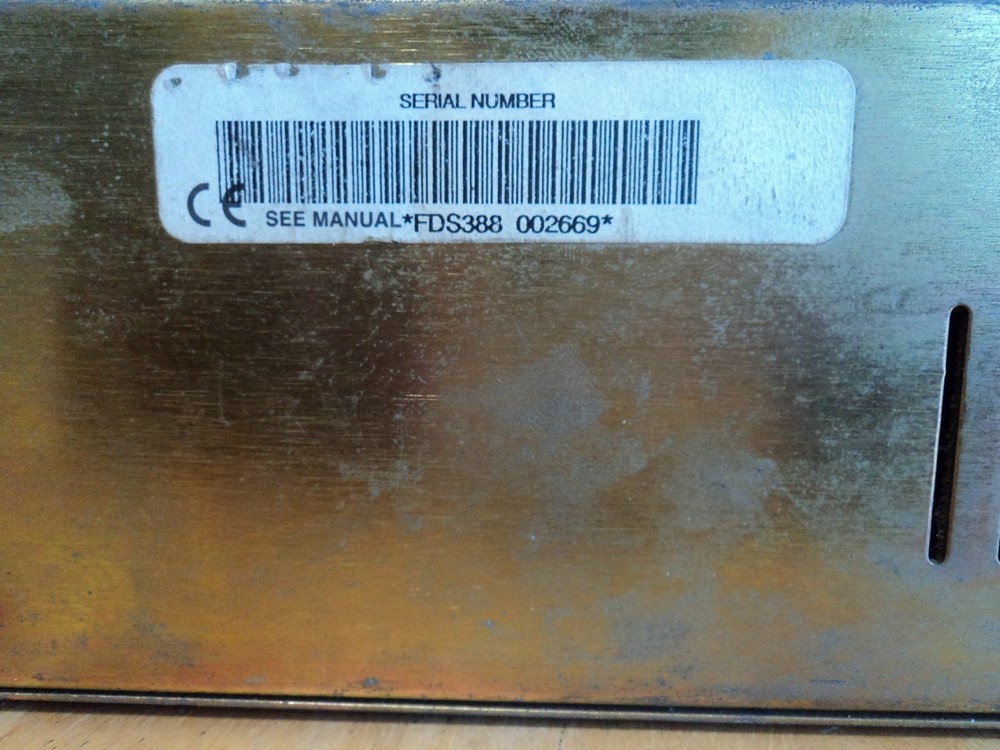 SERIAL NUMBER
CE SEE MANUAL*FDS388 002669*